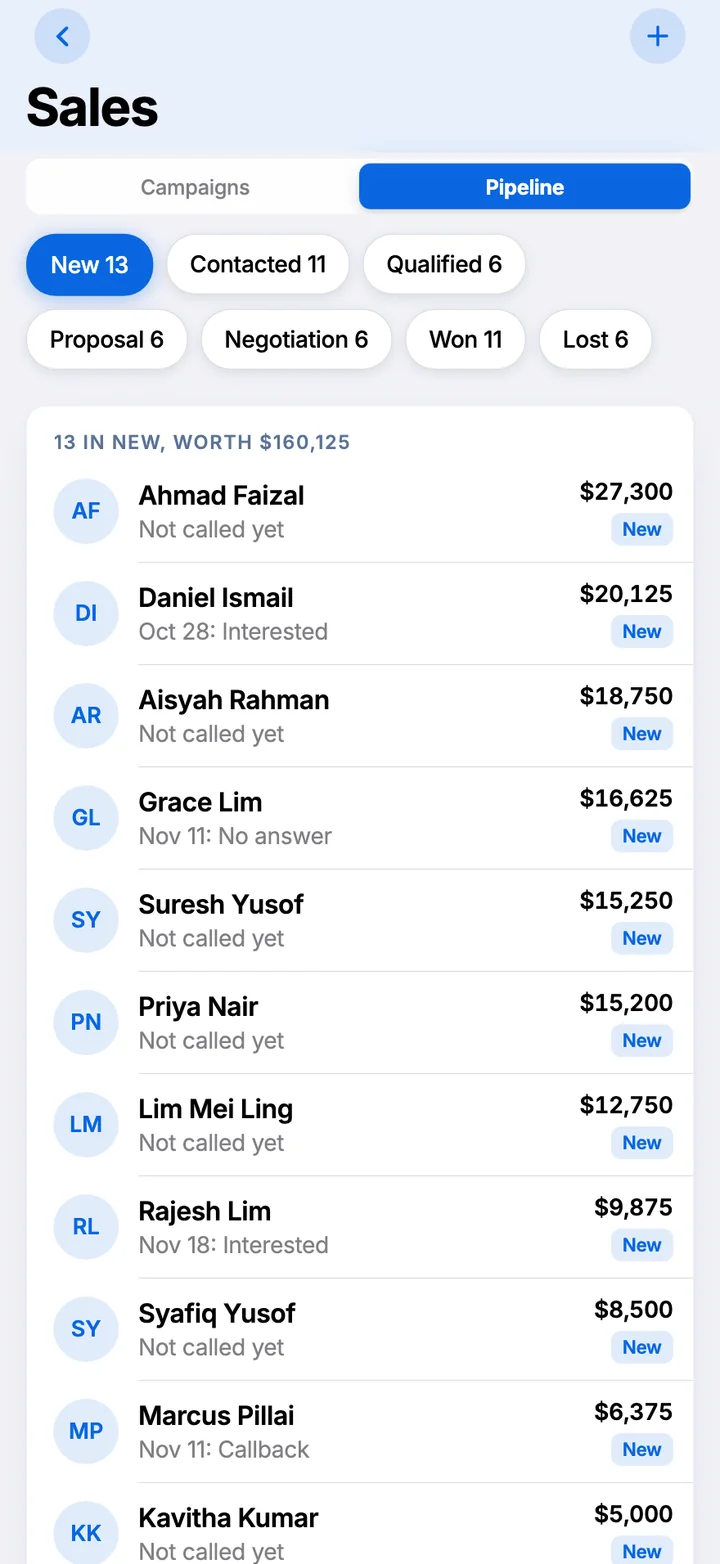 Sales
Campaigns
Pipeline
New 13
Contacted 11
Qualified 6
Proposal 6
Negotiation 6
Won 11
Lost 6
13 IN NEW, WORTH $160,125
AF
Ahmad Faizal
$27,300
Not called yet
New
DI
Daniel Ismail
$20,125
Oct 28: Interested
New
AR
Aisyah Rahman
$18,750
Not called yet
New
GL
Grace Lim
$16,625
Nov 11: No answer
New
SY
Suresh Yusof
$15,250
Not called yet
New
PN
Priya Nair
$15,200
Not called yet
New
LM
Lim Mei Ling
$12,750
Not called yet
New
RL
Rajesh Lim
$9,875
Nov 18: Interested
New
SY
Syafiq Yusof
$8,500
Not called yet
New
MP
Marcus Pillai
$6,375
Nov 11: Callback
New
KK
Kavitha Kumar
$5,000
Not called yet
New